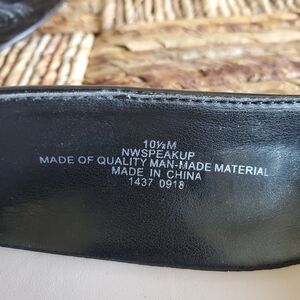 10½M
NWSPEAKUP
MADE OF QUALITY MAN-MADE MATERIAL
MADE IN CHINA
1437 0918